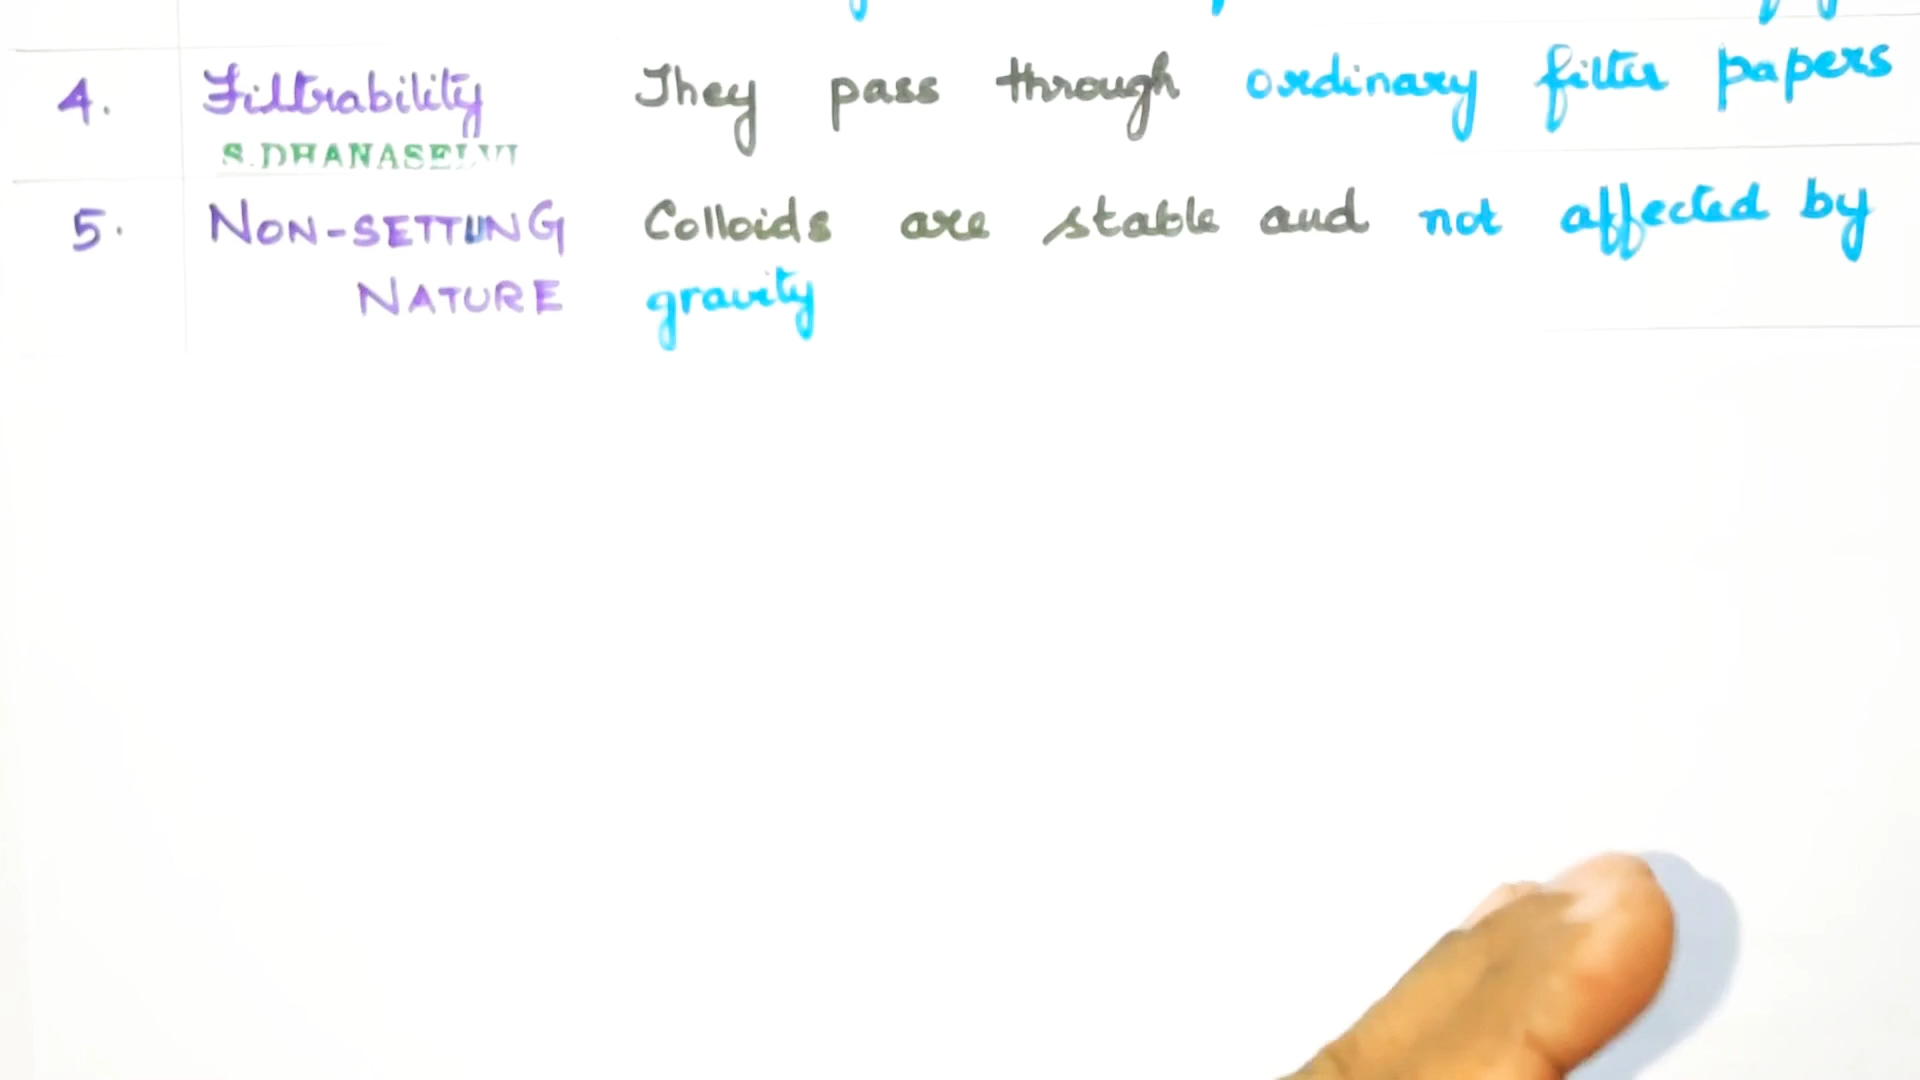 4. Filtrability They pass through ordinary filter papers
S.DHANASELVI
5. NON-SETTLING Colloids are stable and not affected by
NATURE gravity